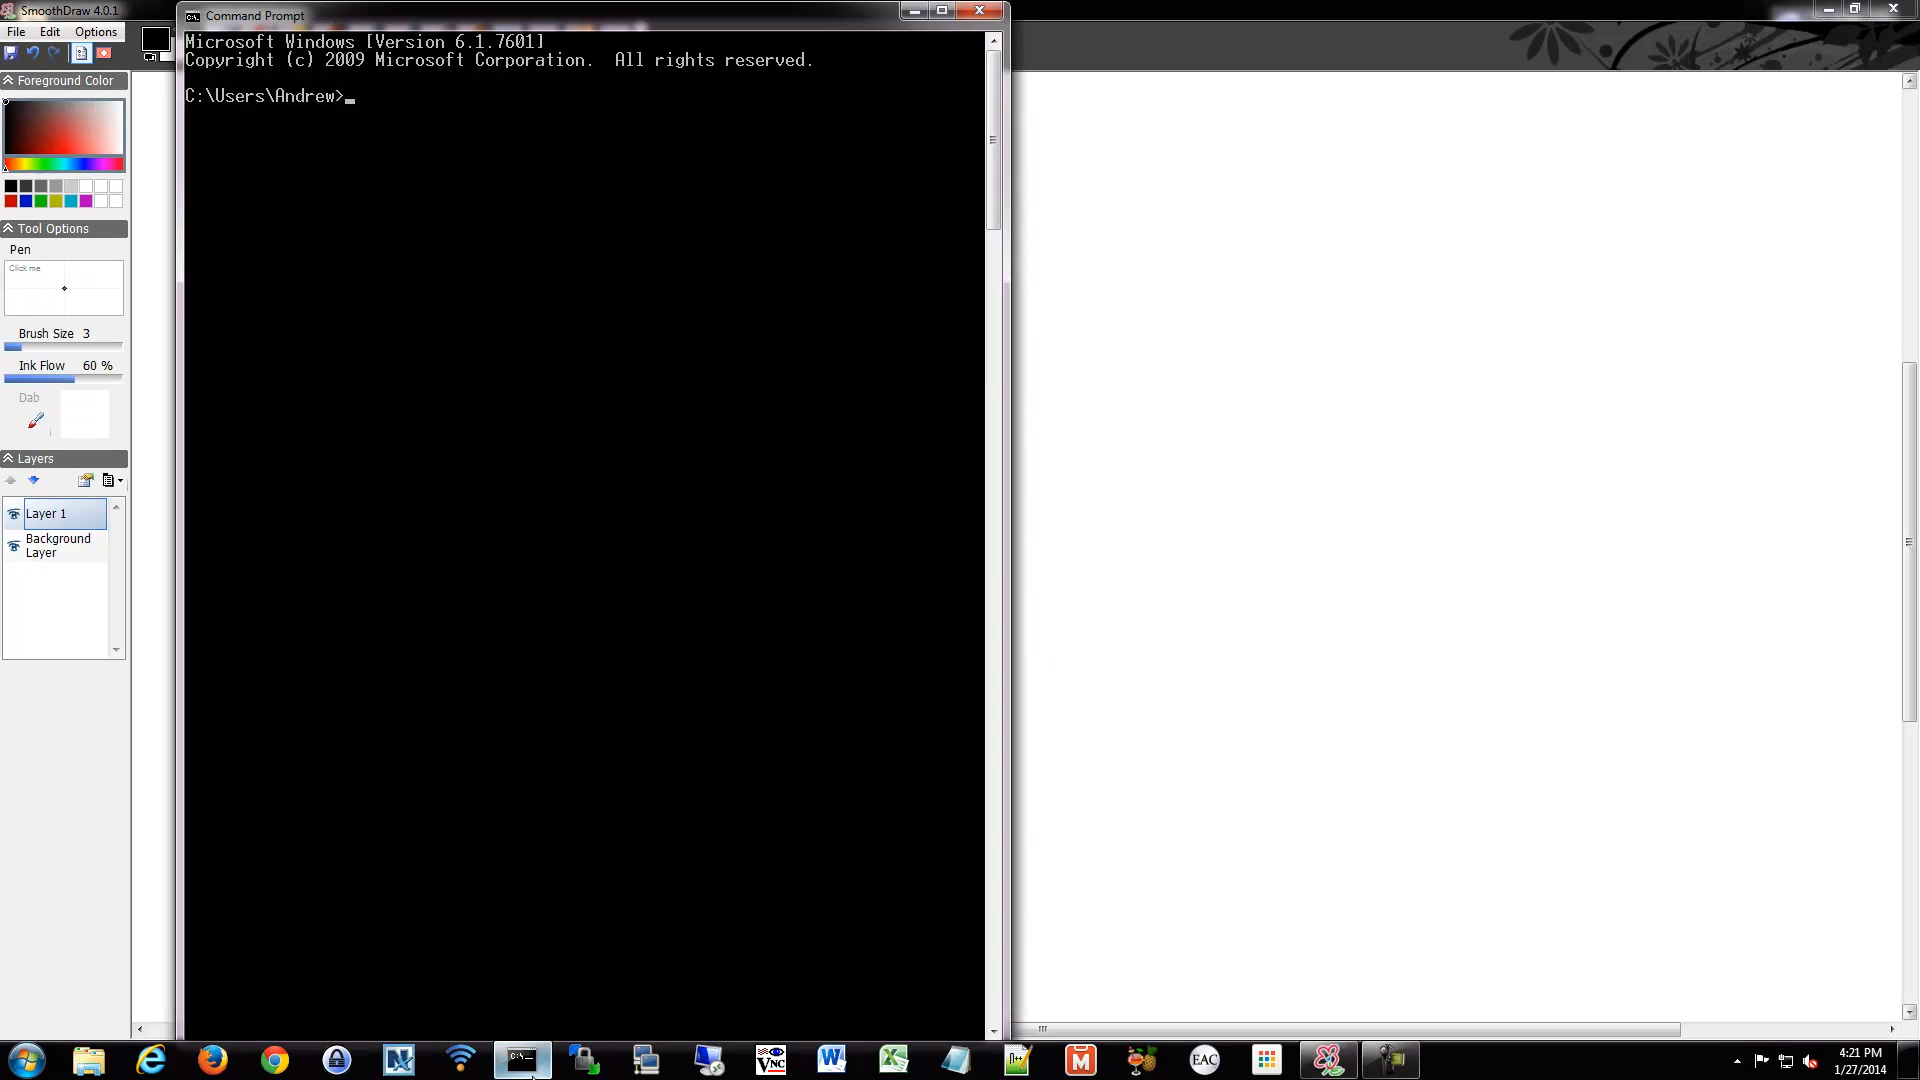 SmoothDraw 4.0.1
File Edit Options
Foreground Color
Tool Options
Pen
Click me
Brush Size 3
Ink Flow 60 %
Dab
Layers
Layer 1
Background
Layer
Command Prompt
Microsoft Windows [Version 6.1.7601]
Copyright (c) 2009 Microsoft Corporation.  All rights reserved.
C:\Users\Andrew>_
C:\_
VNC
W
X
n++
M
EAC
4:21 PM
1/27/2014